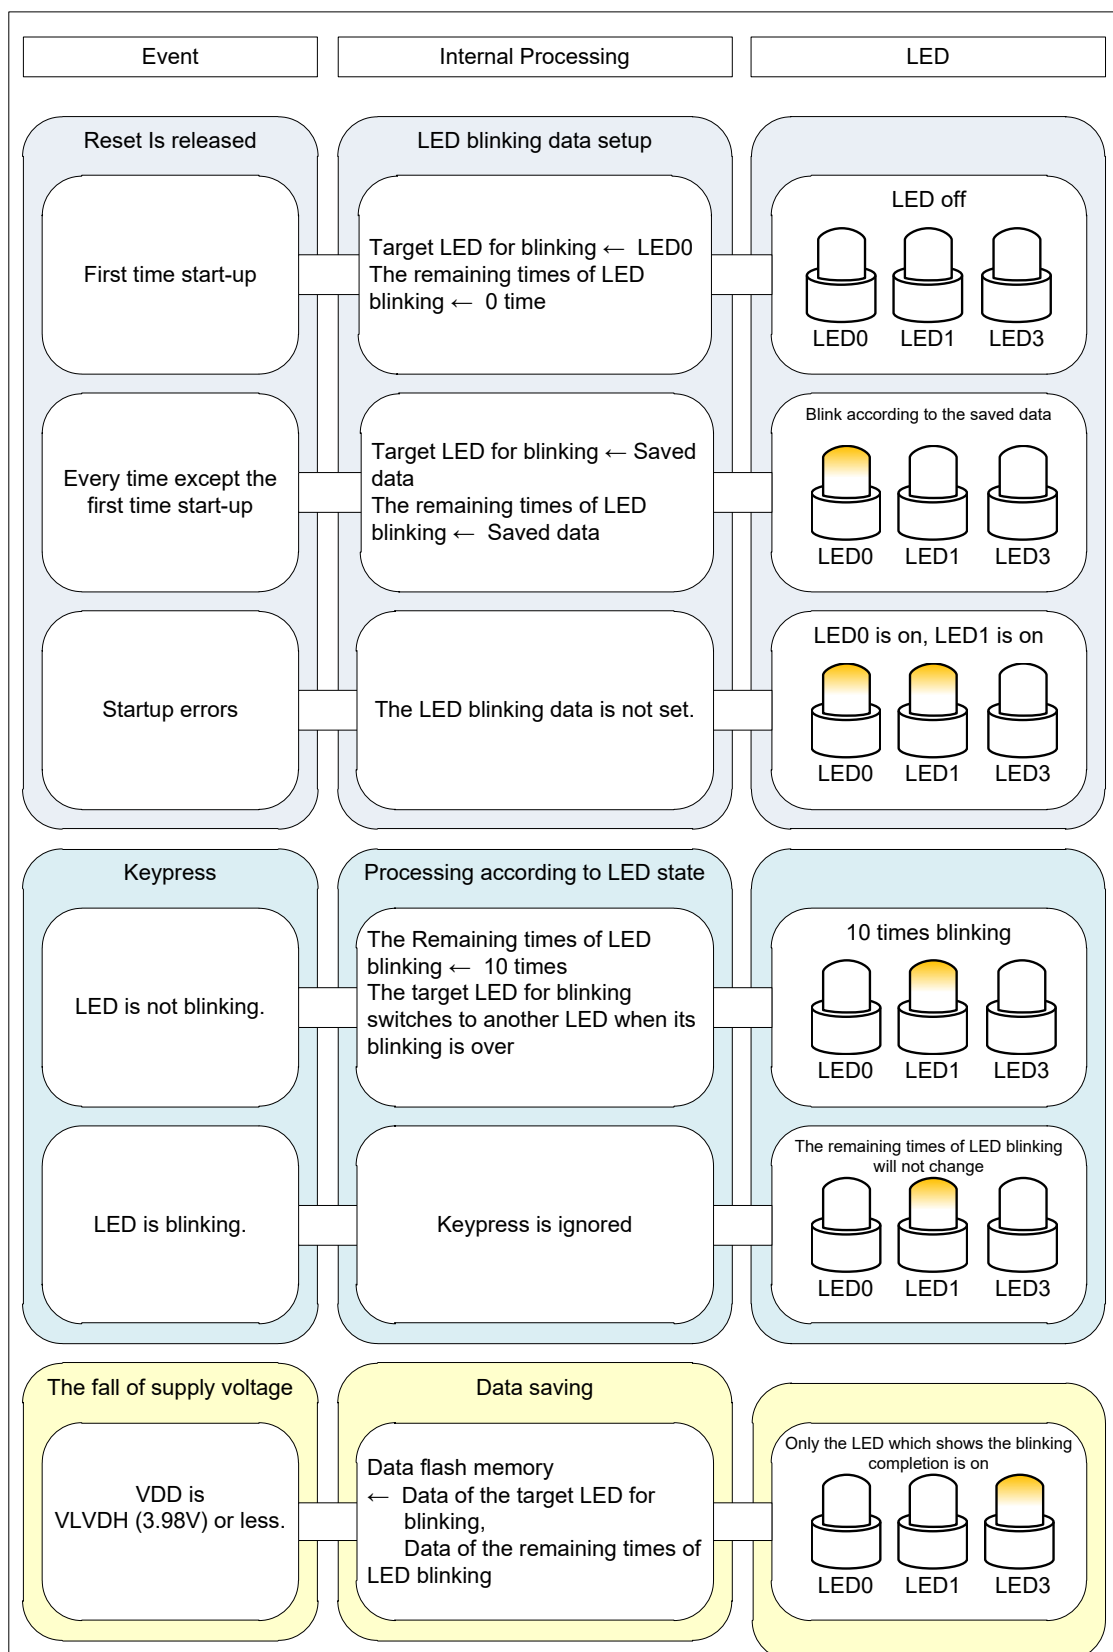 Event
Internal Processing
LED
Reset Is released
LED blinking data setup
First time start-up
Target LED for blinking ← LED0
The remaining times of LED
blinking ← 0 time
LED off
LED0 LED1 LED3
Every time except the
first time start-up
Target LED for blinking ← Saved
data
The remaining times of LED
blinking ← Saved data
Blink according to the saved data
LED0 LED1 LED3
Startup errors
The LED blinking data is not set.
LED0 is on, LED1 is on
LED0 LED1 LED3
Keypress
Processing according to LED state
LED is not blinking.
The Remaining times of LED
blinking ← 10 times
The target LED for blinking
switches to another LED when its
blinking is over
10 times blinking
LED0 LED1 LED3
LED is blinking.
Keypress is ignored
The remaining times of LED blinking
will not change
LED0 LED1 LED3
The fall of supply voltage
Data saving
VDD is
VLVDH (3.98V) or less.
Data flash memory
← Data of the target LED for
blinking,
Data of the remaining times of
LED blinking
Only the LED which shows the blinking
completion is on
LED0 LED1 LED3